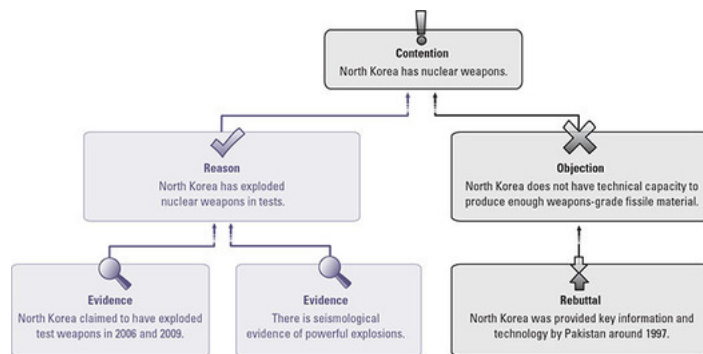 Contention
North Korea has nuclear weapons.
Reason
North Korea has exploded
nuclear weapons in tests.
Objection
North Korea does not have technical capacity to
produce enough weapons-grade fissile material.
Evidence
North Korea claimed to have exploded
test weapons in 2006 and 2009.
Evidence
There is seismological
evidence of powerful explosions.
Rebuttal
North Korea was provided key information and
technology by Pakistan around 1997.